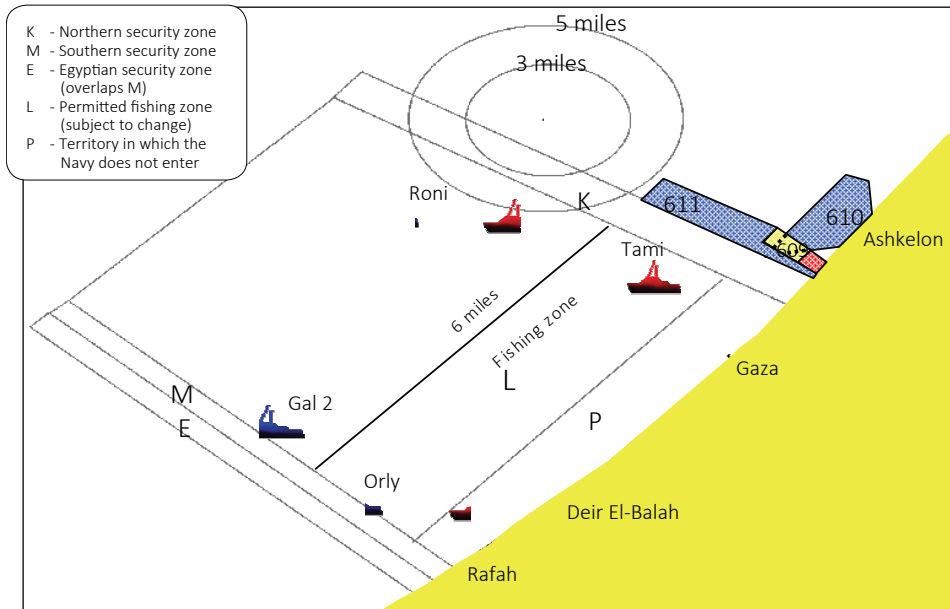 K - Northern security zone
M - Southern security zone
E - Egyptian security zone
(overlaps M)
L - Permitted fishing zone
(subject to change)
P - Territory in which the
Navy does not enter
5 miles
3 miles
Roni
K
611
610
609
Ashkelon
Tami
6 miles
Fishing zone
L
Gaza
M
E
Gal 2
P
Orly
Deir El-Balah
Rafah